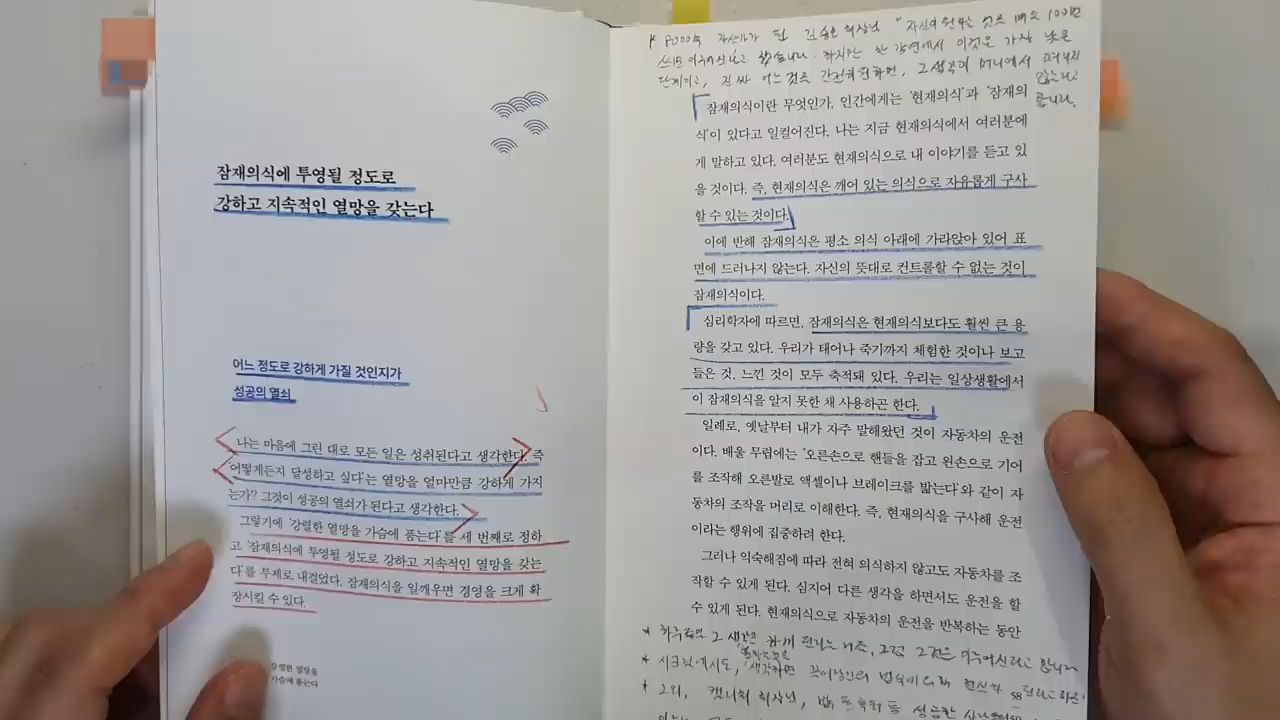 잠재의식에 투영될 정도로
강하고 지속적인 열망을 갖는다
어느 정도로 강하게 가질 것인지가
성공의 열쇠
나는 마음에 그린 대로 모든 일은 성취된다고 생각한다. 즉
'어떻게든지 달성하고 싶다'는 열망을 얼마만큼 강하게 가지
는가? 그것이 성공의 열쇠가 된다고 생각한다.
그렇기에 '강렬한 열망을 가슴에 품는다'를 세 번째로 정하
고 '잠재의식에 투영될 정도로 강하고 지속적인 열망을 갖는
다'를 부제로 내걸었다. 잠재의식을 일깨우면 경영을 크게 확
장시킬 수 있다.
강렬한 열망을
가슴에 품는다
잠재의식이란 무엇인가. 인간에게는 '현재의식'과 '잠재의
식'이 있다고 일컬어진다. 나는 지금 현재의식에서 여러분에
게 말하고 있다. 여러분도 현재의식으로 내 이야기를 듣고 있
을 것이다. 즉, 현재의식은 깨어 있는 의식으로 자유롭게 구사
할 수 있는 것이다.
이에 반해 잠재의식은 평소 의식 아래에 가라앉아 있어 표
면에 드러나지 않는다. 자신의 뜻대로 컨트롤할 수 없는 것이
잠재의식이다.
심리학자에 따르면, 잠재의식은 현재의식보다도 훨씬 큰 용
량을 갖고 있다. 우리가 태어나 죽기까지 체험한 것이나 보고
들은 것, 느낀 것이 모두 축적돼 있다. 우리는 일상생활에서
이 잠재의식을 알지 못한 채 사용하곤 한다.
일례로, 옛날부터 내가 자주 말해왔던 것이 자동차의 운전
이다. 배울 무렵에는 '오른손으로 핸들을 잡고 왼손으로 기어
를 조작해 오른발로 액셀이나 브레이크를 밟는다'와 같이 자
동차의 조작을 머리로 이해한다. 즉, 현재의식을 구사해 운전
이라는 행위에 집중하려 한다.
그러나 익숙해짐에 따라 전혀 의식하지 않고도 자동차를 조
작할 수 있게 된다. 심지어 다른 생각을 하면서도 운전을 할
수 있게 된다. 현재의식으로 자동차의 운전을 반복하는 동안